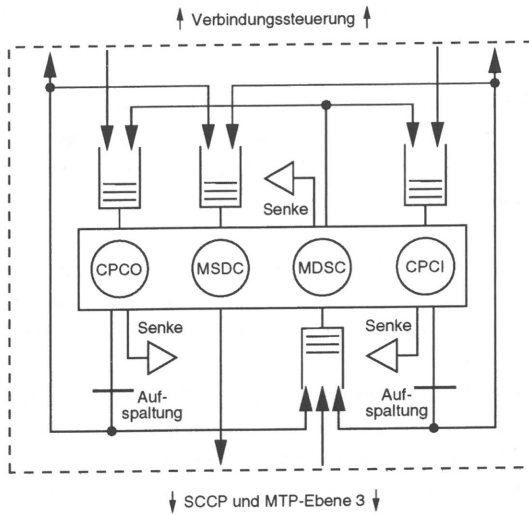 Verbindungssteuerung
Senke
CPCO
MSDC
MDSC
CPCI
Senke
Senke
Auf-
spaltung
Auf-
spaltung
SCCP und MTP-Ebene 3